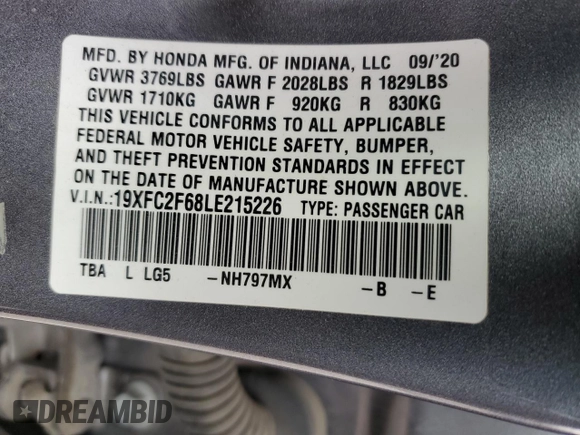 MFD. BY HONDA MFG. OF INDIANA, LLC 09/'20
GVWR 3769LBS GAWR F 2028LBS R 1829LBS
GVWR 1710KG GAWR F 920KG R 830KG
THIS VEHICLE CONFORMS TO ALL APPLICABLE
FEDERAL MOTOR VEHICLE SAFETY, BUMPER,
AND THEFT PREVENTION STANDARDS IN EFFECT
ON THE DATE OF MANUFACTURE SHOWN ABOVE.
V.I.N.:19XFC2F68LE215226 TYPE: PASSENGER CAR
TBA L LG5 -NH797MX -B -E
DREAMBID